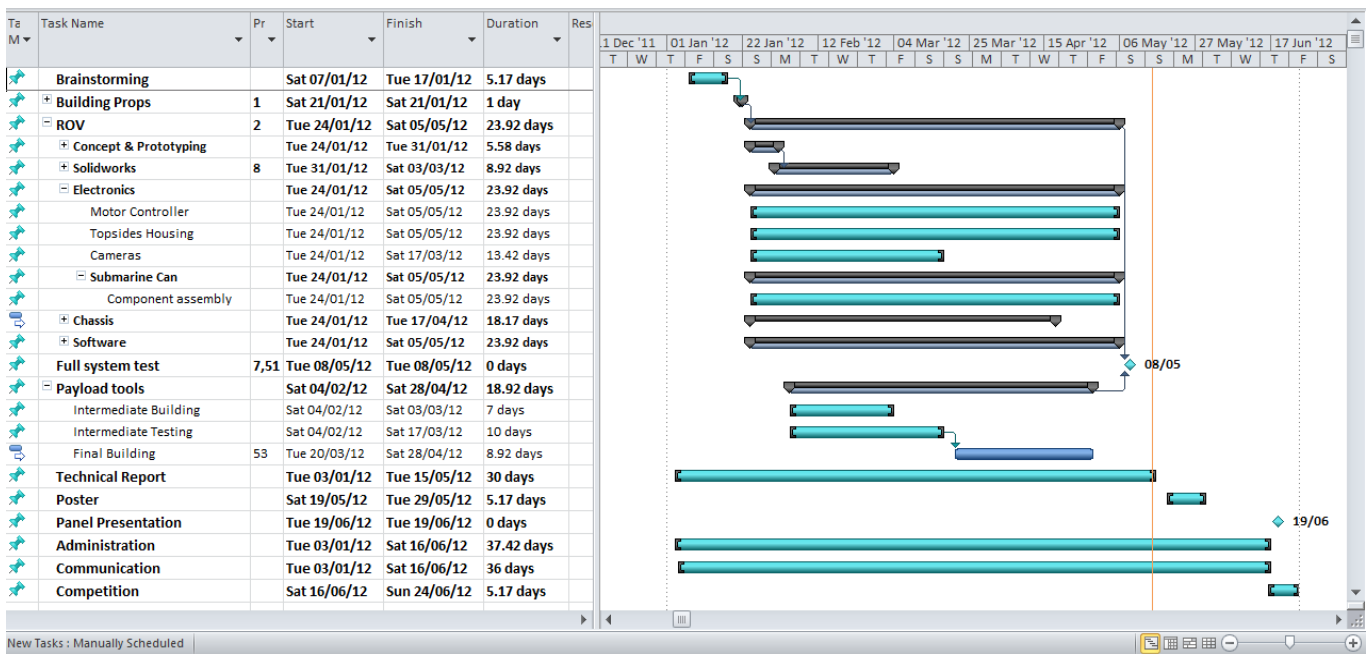 Ta Task Name Pr Start Finish Duration Res
M
1 Dec '11 01 Jan '12 22 Jan '12 12 Feb '12 04 Mar '12 25 Mar '12 15 Apr '12 06 May '12 27 May '12 17 Jun '12
T W T F S S M T W T F S S M T W T F S S M T W T F S
Brainstorming Sat 07/01/12 Tue 17/01/12 5.17 days
Building Props 1 Sat 21/01/12 Sat 21/01/12 1 day
ROV 2 Tue 24/01/12 Sat 05/05/12 23.92 days
Concept & Prototyping Tue 24/01/12 Tue 31/01/12 5.58 days
Solidworks 8 Tue 31/01/12 Sat 03/03/12 8.92 days
Electronics Tue 24/01/12 Sat 05/05/12 23.92 days
Motor Controller Tue 24/01/12 Sat 05/05/12 23.92 days
Topsides Housing Tue 24/01/12 Sat 05/05/12 23.92 days
Cameras Tue 24/01/12 Sat 17/03/12 13.42 days
Submarine Can Tue 24/01/12 Sat 05/05/12 23.92 days
Component assembly Tue 24/01/12 Sat 05/05/12 23.92 days
Chassis Tue 24/01/12 Tue 17/04/12 18.17 days
Software Tue 24/01/12 Sat 05/05/12 23.92 days
Full system test 7,51 Tue 08/05/12 Tue 08/05/12 0 days 08/05
Payload tools Sat 04/02/12 Sat 28/04/12 18.92 days
Intermediate Building Sat 04/02/12 Sat 03/03/12 7 days
Intermediate Testing Sat 04/02/12 Sat 17/03/12 10 days
Final Building 53 Tue 20/03/12 Sat 28/04/12 8.92 days
Technical Report Tue 03/01/12 Tue 15/05/12 30 days
Poster Sat 19/05/12 Tue 29/05/12 5.17 days
Panel Presentation Tue 19/06/12 Tue 19/06/12 0 days 19/06
Administration Tue 03/01/12 Sat 16/06/12 37.42 days
Communication Tue 03/01/12 Sat 16/06/12 36 days
Competition Sat 16/06/12 Sun 24/06/12 5.17 days
New Tasks : Manually Scheduled